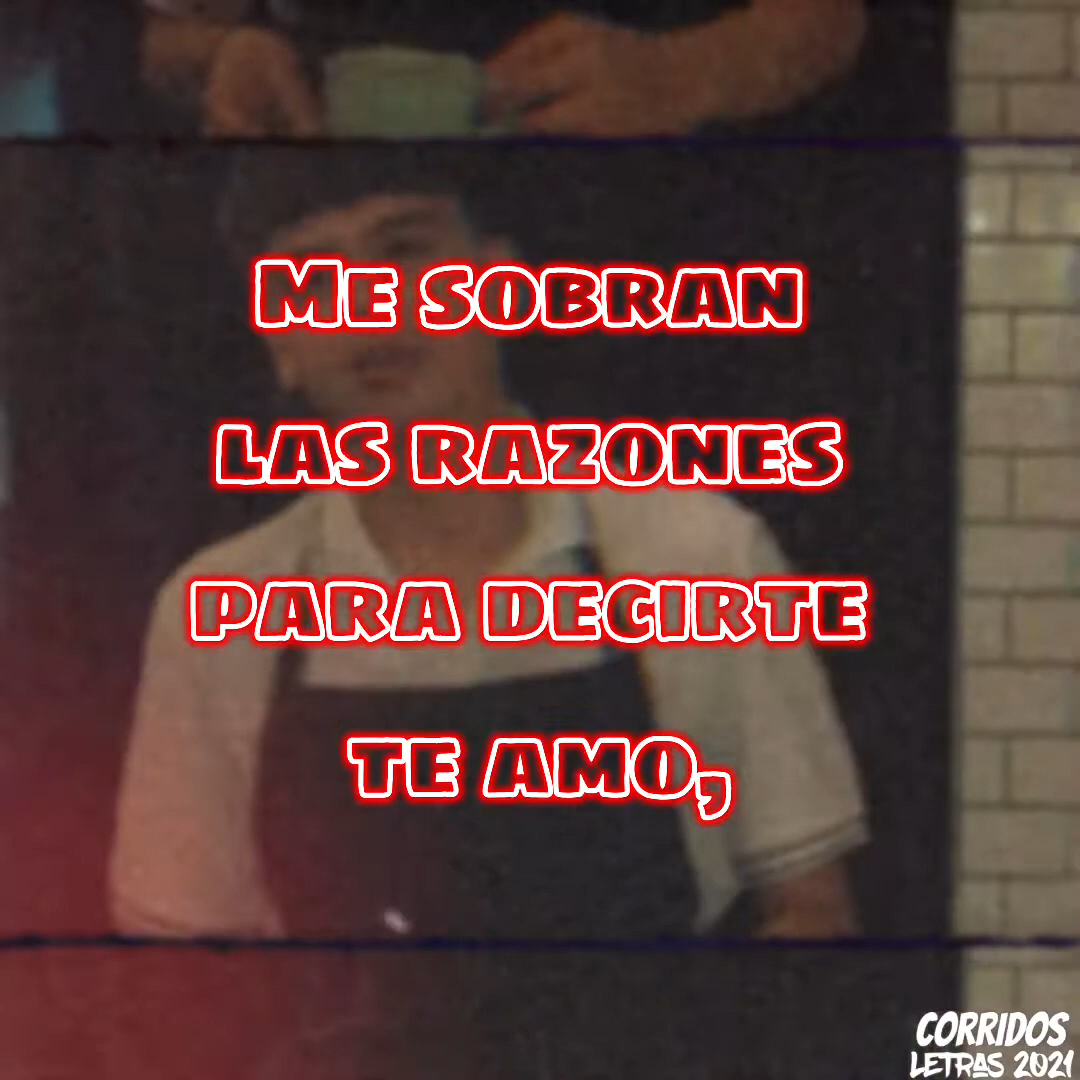 Me sobran
las razones
para decirte
te amo,
CORRIDOS
LETRAS 2021